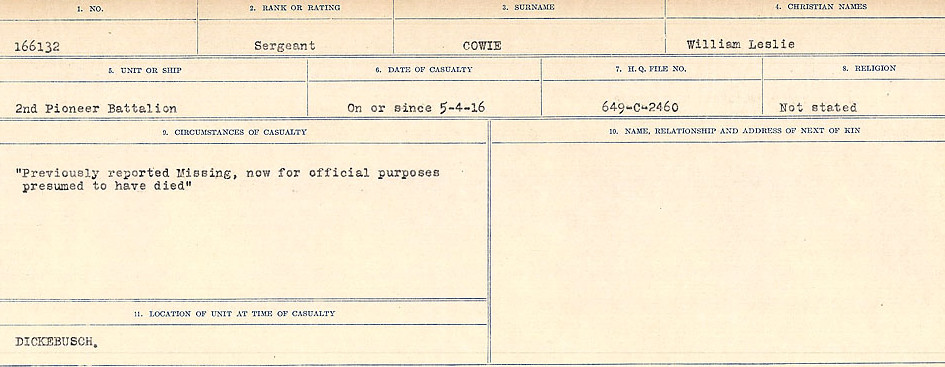 1. NO. 2. RANK OR RATING 3. SURNAME 4. CHRISTIAN NAMES
166132 Sergeant COWIE William Leslie
5. UNIT OR SHIP 6. DATE OF CASUALTY 7. H. Q. FILE NO. 8. RELIGION
2nd Pioneer Battalion On or since 5-4-16 649-C-2460 Not stated
9. CIRCUMSTANCES OF CASUALTY
"Previously reported Missing, now for official purposes
presumed to have died"
10. NAME, RELATIONSHIP AND ADDRESS OF NEXT OF KIN
11. LOCATION OF UNIT AT TIME OF CASUALTY
DICKEBUSCH.